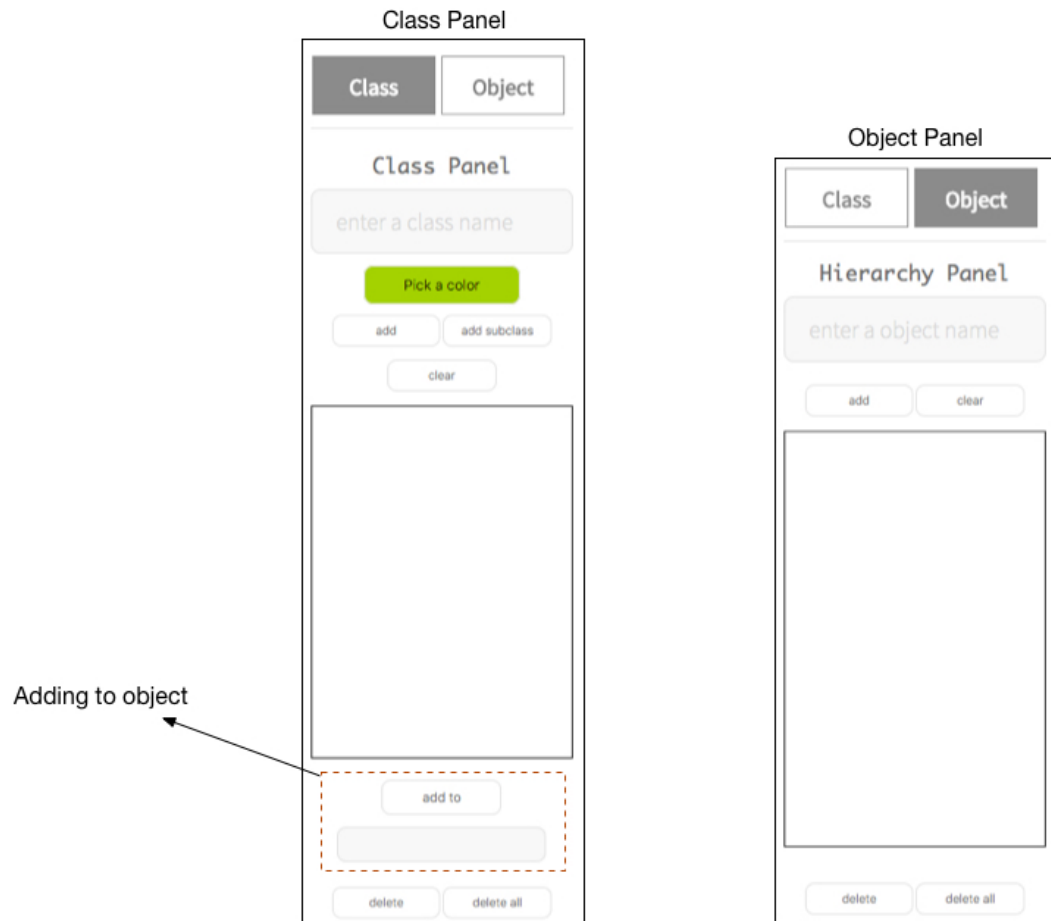 Class Panel
Class Object
Class Panel
enter a class name
Pick a color
add add subclass
clear
Adding to object
add to
delete delete all
Object Panel
Class Object
Hierarchy Panel
enter a object name
add clear
delete delete all